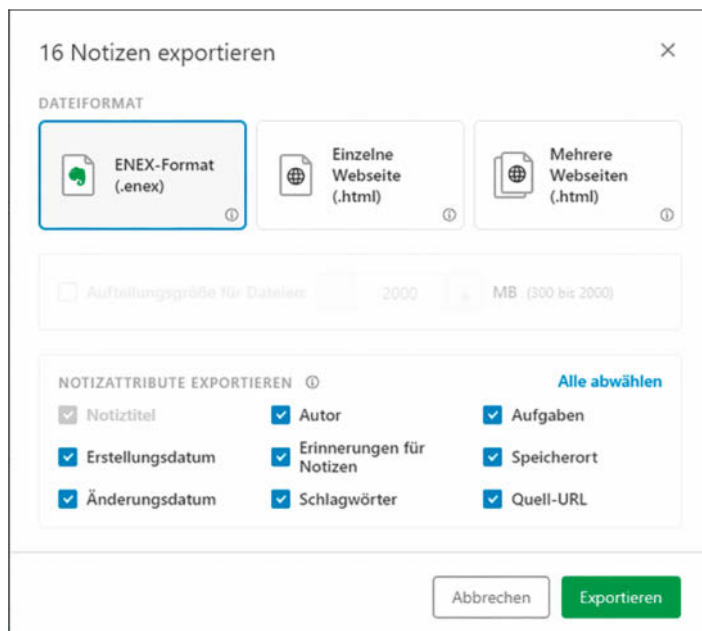 16 Notizen exportieren
DATEIFORMAT
ENEX-Format
(.enex)
Einzelne
Webseite
(.html)
Mehrere
Webseiten
(.html)
Aufteilungsgröße für Dateien: 2000 MB (300 bis 2000)
NOTIZATTRIBUTE EXPORTIEREN
Alle abwählen
Notiztitel
Autor
Aufgaben
Erstellungsdatum
Erinnerungen für
Notizen
Speicherort
Änderungsdatum
Schlagwörter
Quell-URL
Abbrechen
Exportieren